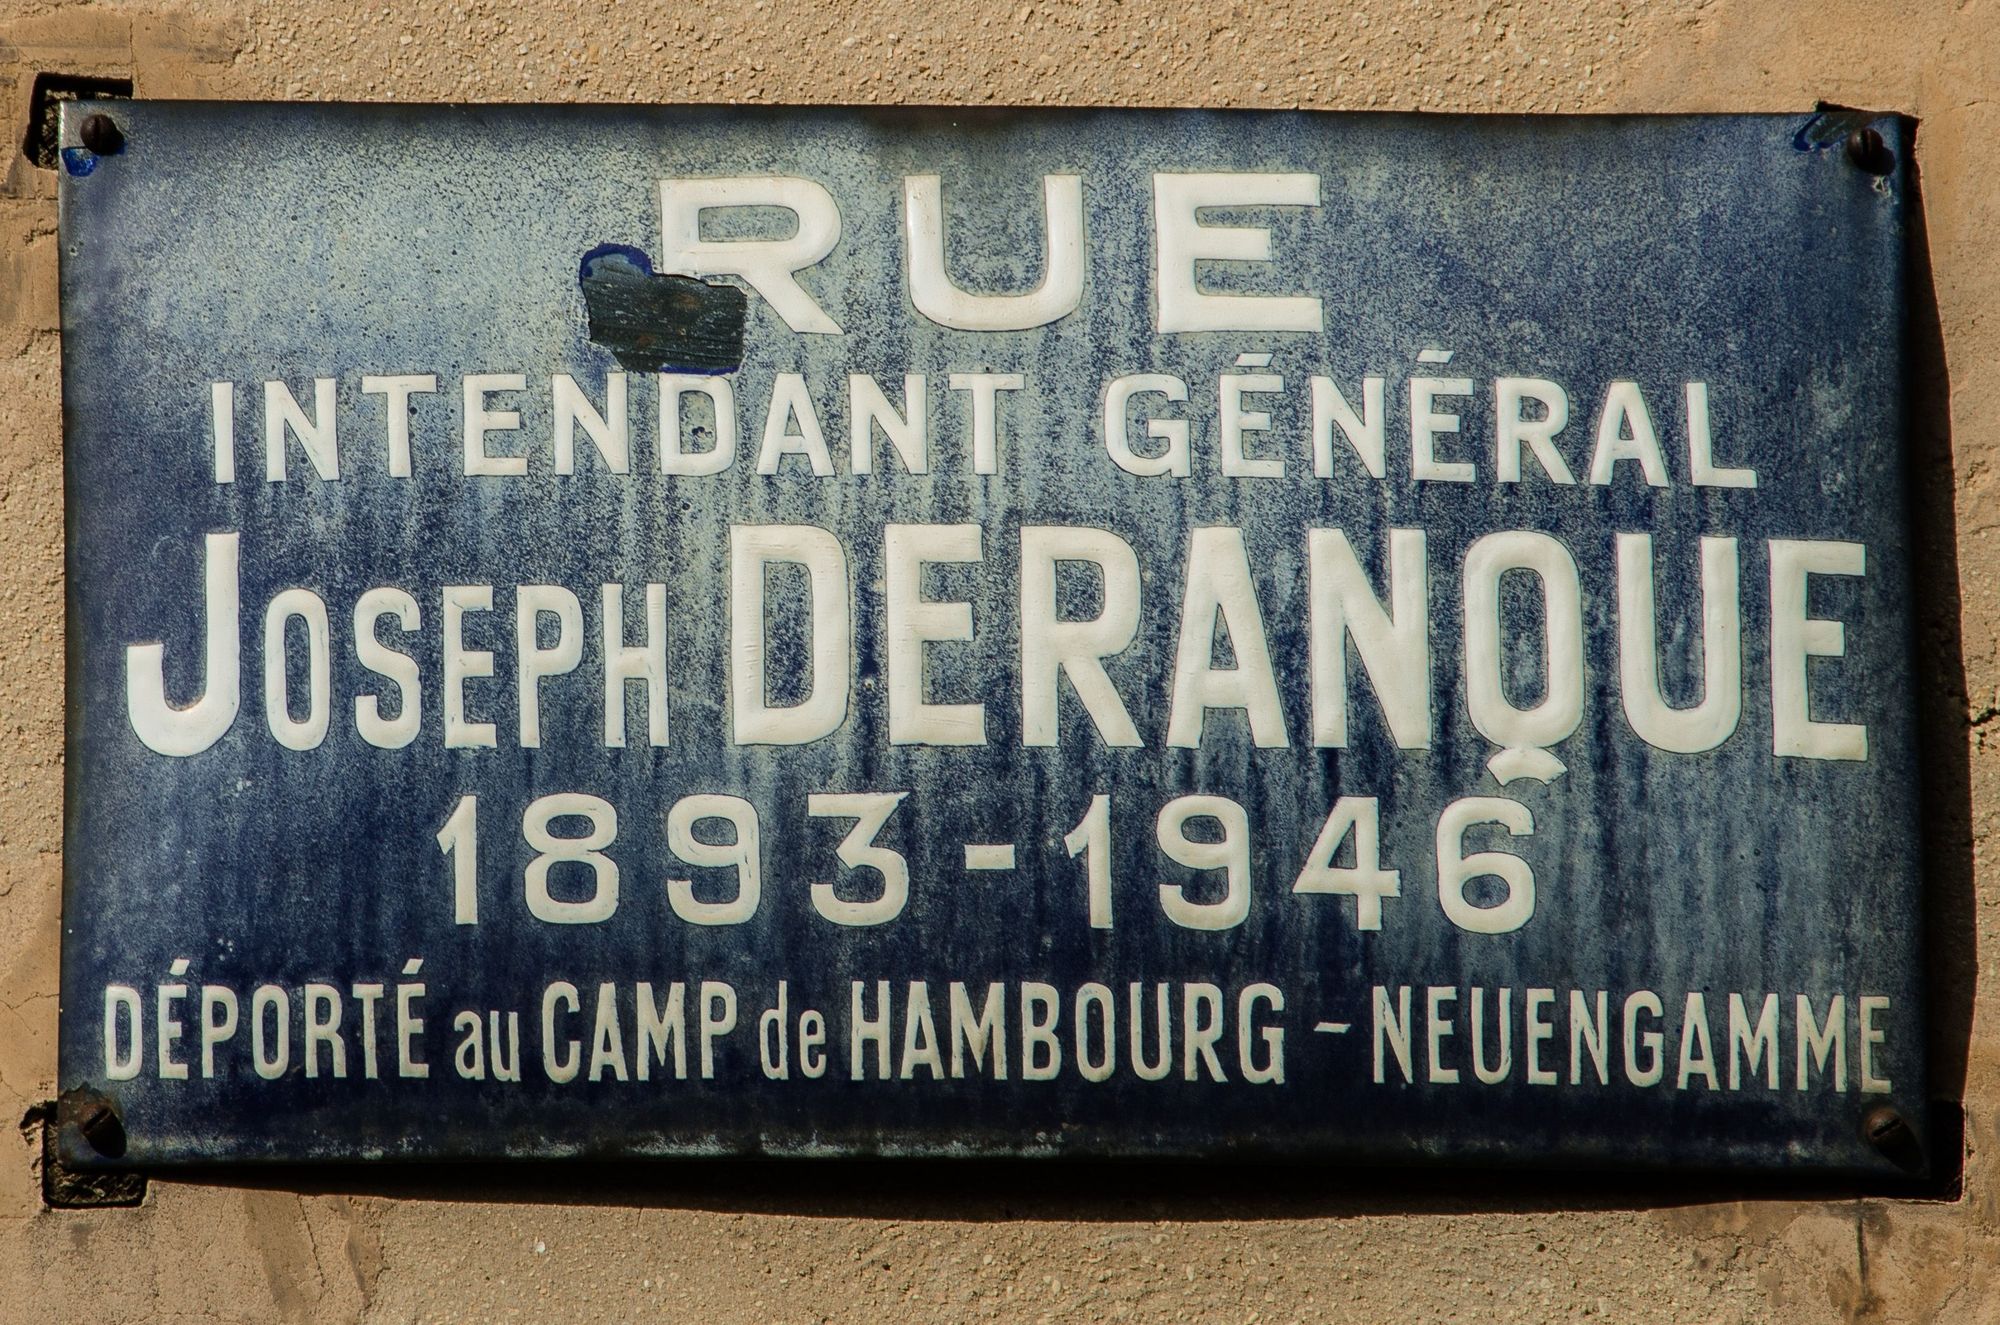 RUE
INTENDANT GÉNÉRAL
JOSEPH DERANQUE
1893-1946
DÉPORTÉ au CAMP de HAMBOURG - NEUENGAMME